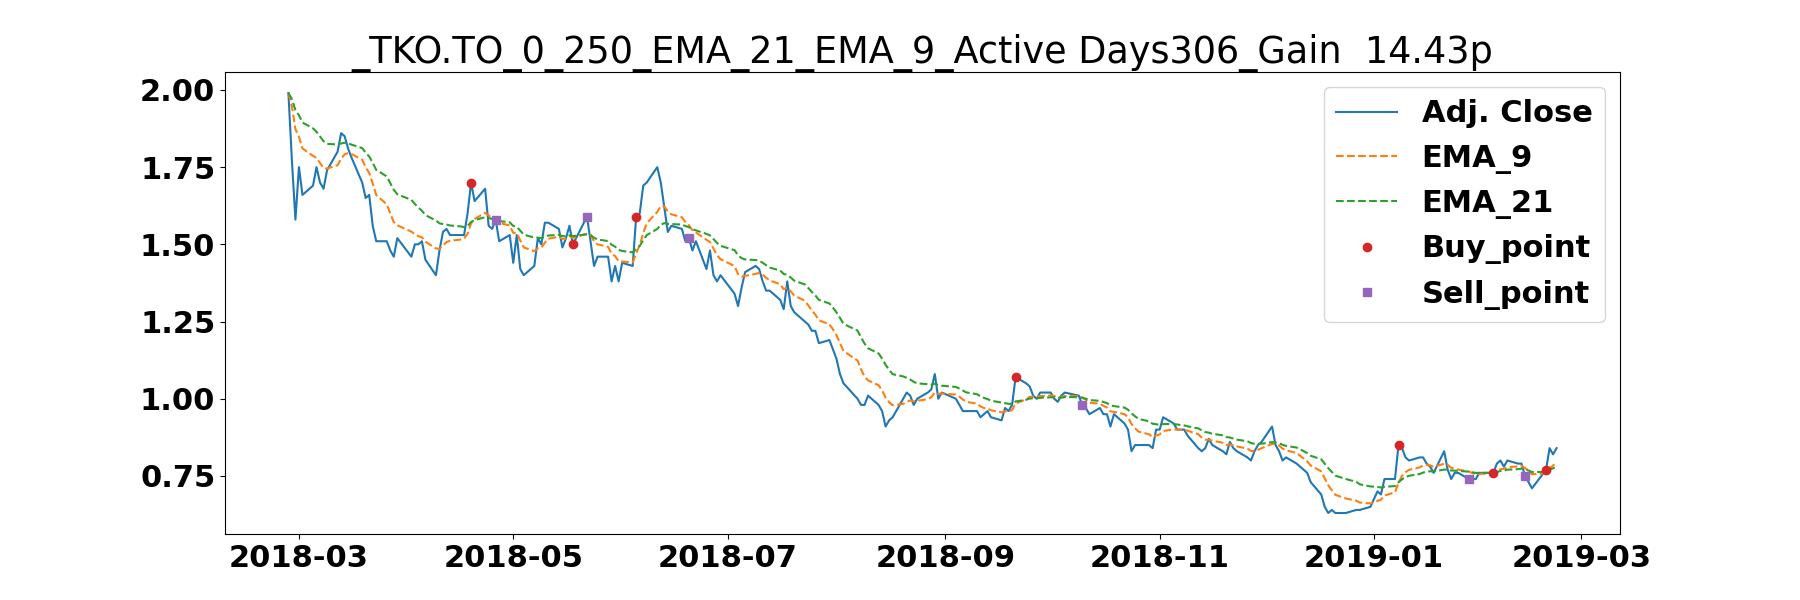 _TKO.TO_0_250_EMA_21_EMA_9_Active Days306_Gain  14.43p
2.00
1.75
1.50
1.25
1.00
0.75
Adj. Close
EMA_9
EMA_21
Buy_point
Sell_point
2018-03 2018-05 2018-07 2018-09 2018-11 2019-01 2019-03